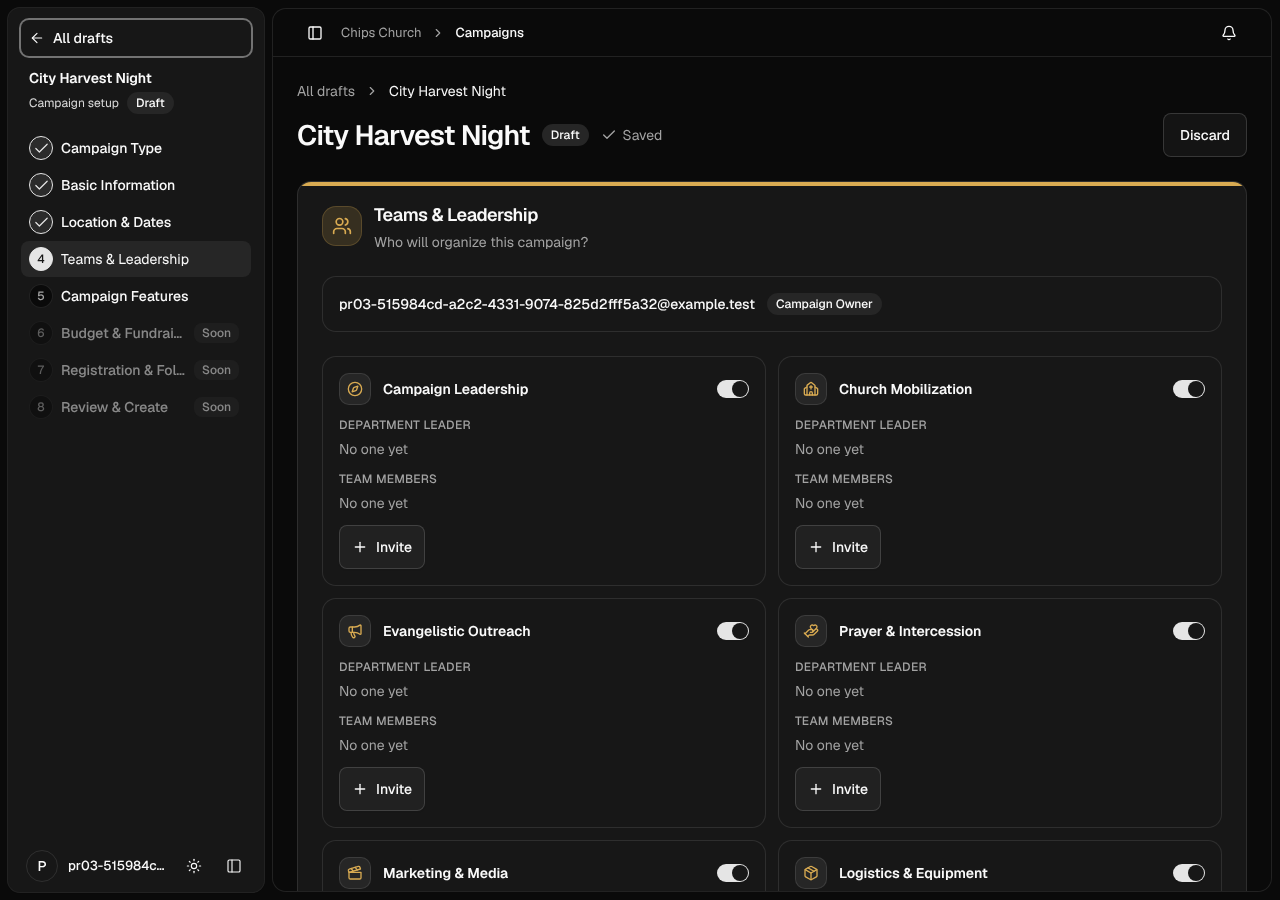 All drafts
City Harvest Night
Campaign setup Draft
Campaign Type
Basic Information
Location & Dates
4 Teams & Leadership
5 Campaign Features
6 Budget & Fundrai... Soon
7 Registration & Fol... Soon
8 Review & Create Soon
P pr03-515984c...
Chips Church > Campaigns
All drafts > City Harvest Night
City Harvest Night Draft Saved
Discard
Teams & Leadership
Who will organize this campaign?
pr03-515984cd-a2c2-4331-9074-825d2fff5a32@example.test Campaign Owner
Campaign Leadership
DEPARTMENT LEADER
No one yet
TEAM MEMBERS
No one yet
Invite
Church Mobilization
DEPARTMENT LEADER
No one yet
TEAM MEMBERS
No one yet
Invite
Evangelistic Outreach
DEPARTMENT LEADER
No one yet
TEAM MEMBERS
No one yet
Invite
Prayer & Intercession
DEPARTMENT LEADER
No one yet
TEAM MEMBERS
No one yet
Invite
Marketing & Media
Logistics & Equipment